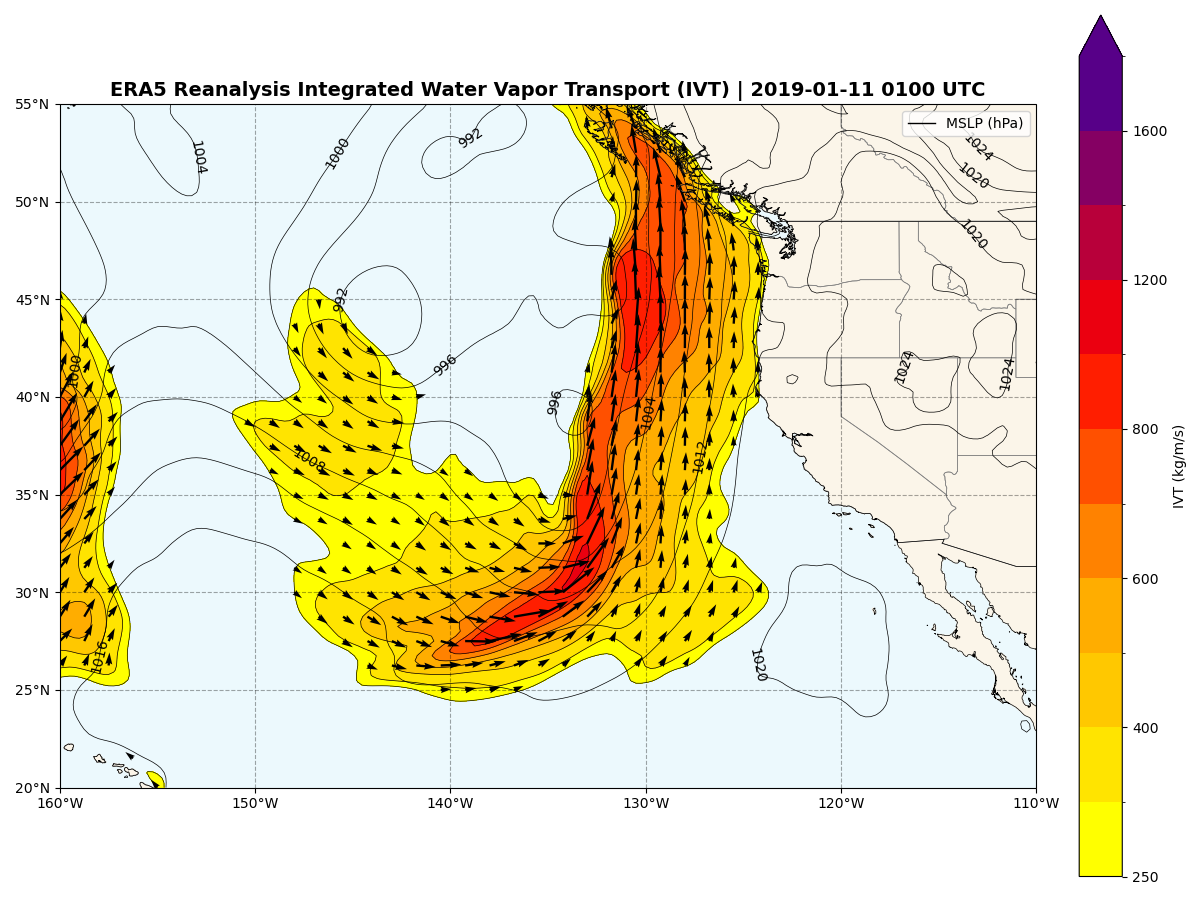 ERA5 Reanalysis Integrated Water Vapor Transport (IVT) | 2019-01-11 0100 UTC
MSLP (hPa)
55°N
50°N
45°N
40°N
35°N
30°N
25°N
20°N
160°W
150°W
140°W
130°W
120°W
110°W
1004
1000
992
1024
1020
1020
992
996
1000
996
1004
1024
1024
1008
1012
1016
1020
1600
1200
800
600
400
250
IVT (kg/m/s)